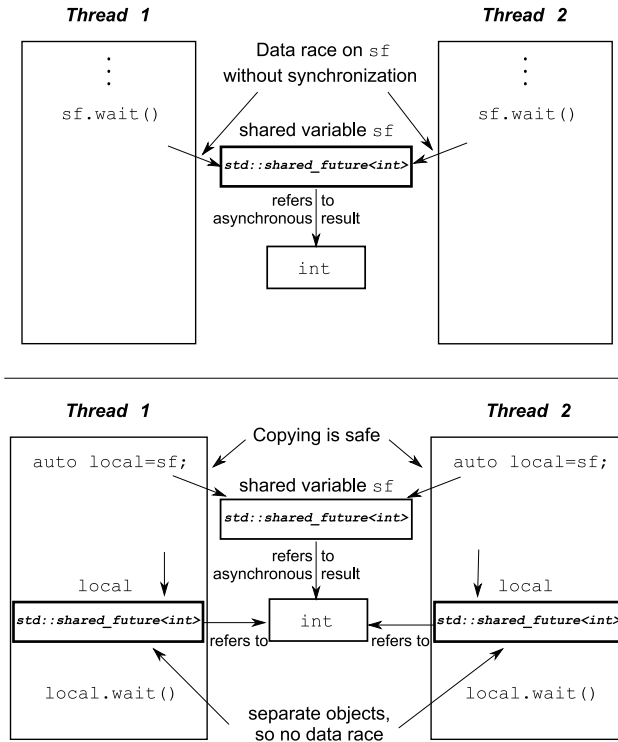 Thread 1
Thread 2
Data race on sf
without synchronization
sf.wait()
sf.wait()
shared variable sf
std::shared_future<int>
refers to
asynchronous result
int
Thread 1
Thread 2
Copying is safe
auto local=sf;
auto local=sf;
shared variable sf
std::shared_future<int>
refers to
asynchronous result
local
local
std::shared_future<int>
int
std::shared_future<int>
refers to
refers to
local.wait()
local.wait()
separate objects,
so no data race